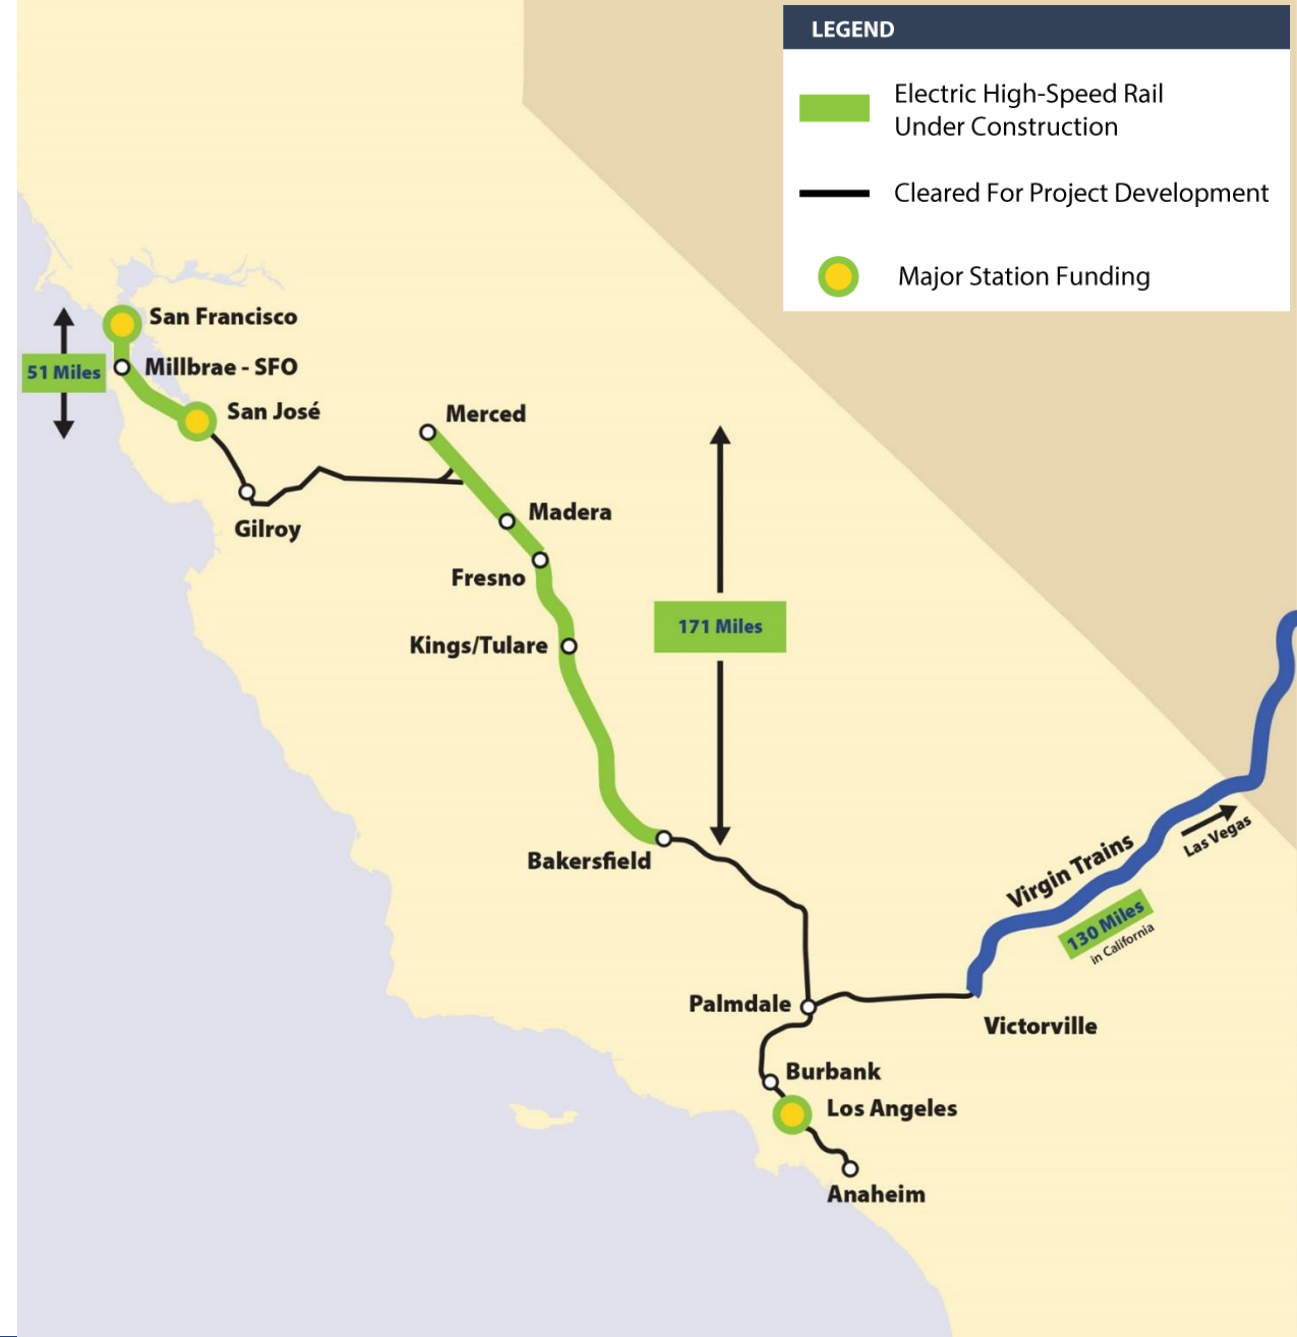 LEGEND
Electric High-Speed Rail
Under Construction
Cleared For Project Development
Major Station Funding
San Francisco
51 Miles
Millbrae - SFO
San José
Merced
Gilroy
Madera
Fresno
171 Miles
Kings/Tulare
Bakersfield
Las Vegas
Virgin Trains
130 Miles
in California
Palmdale
Victorville
Burbank
Los Angeles
Anaheim